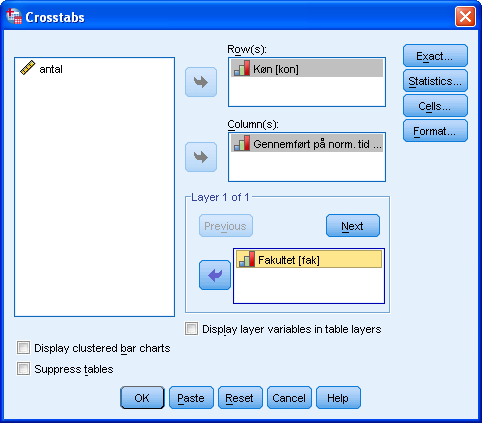 Crosstabs
antal
Row(s):
Køn [kon]
Column(s):
Gennemført på norm. tid ...
Layer 1 of 1
Previous
Next
Fakultet [fak]
Display layer variables in table layers
Exact...
Statistics...
Cells...
Format...
Display clustered bar charts
Suppress tables
OK
Paste
Reset
Cancel
Help